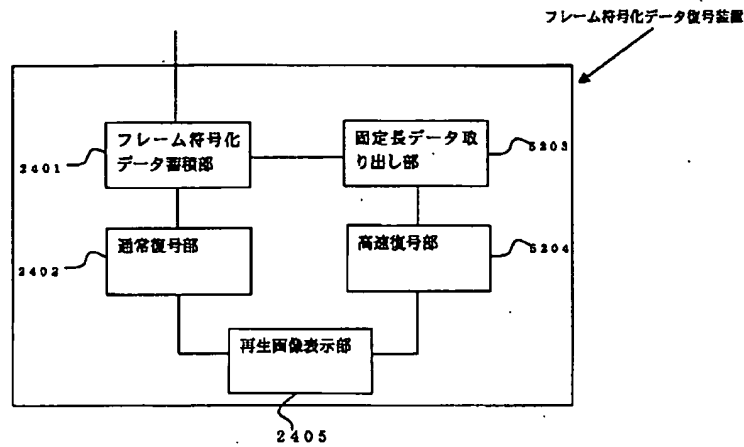 フレーム符号化データ復号装置
フレーム符号化
データ蓄積部
固定長データ取
り出し部
2401
5203
通常復号部
高速復号部
2402
5204
再生画像表示部
2405